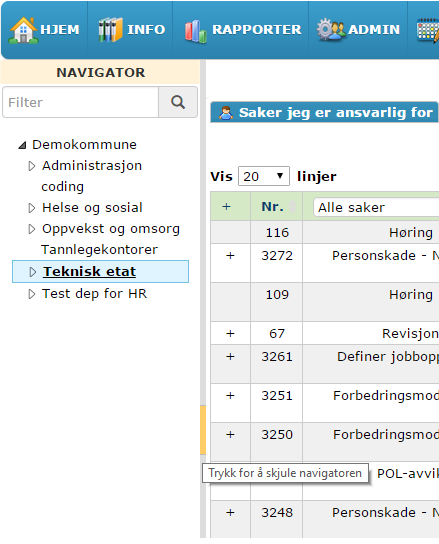 HJEM INFO RAPPORTER ADMIN
NAVIGATOR
Filter
Demokommune
Administrasjon
coding
Helse og sosial
Oppvekst og omsorg
Tannlegekontorer
Teknisk etat
Test dep for HR
Saker jeg er ansvarlig for
Vis 20 linjer
+ Nr. Alle saker
116 Høring
+ 3272 Personskade - N
109 Høring
+ 67 Revisjon
+ 3261 Definer jobbopp
+ 3251 Forbedringsmod
+ 3250 Forbedringsmod
Trykk for å skjule navigatoren POL-avvik
+ 3248 Personskade - N